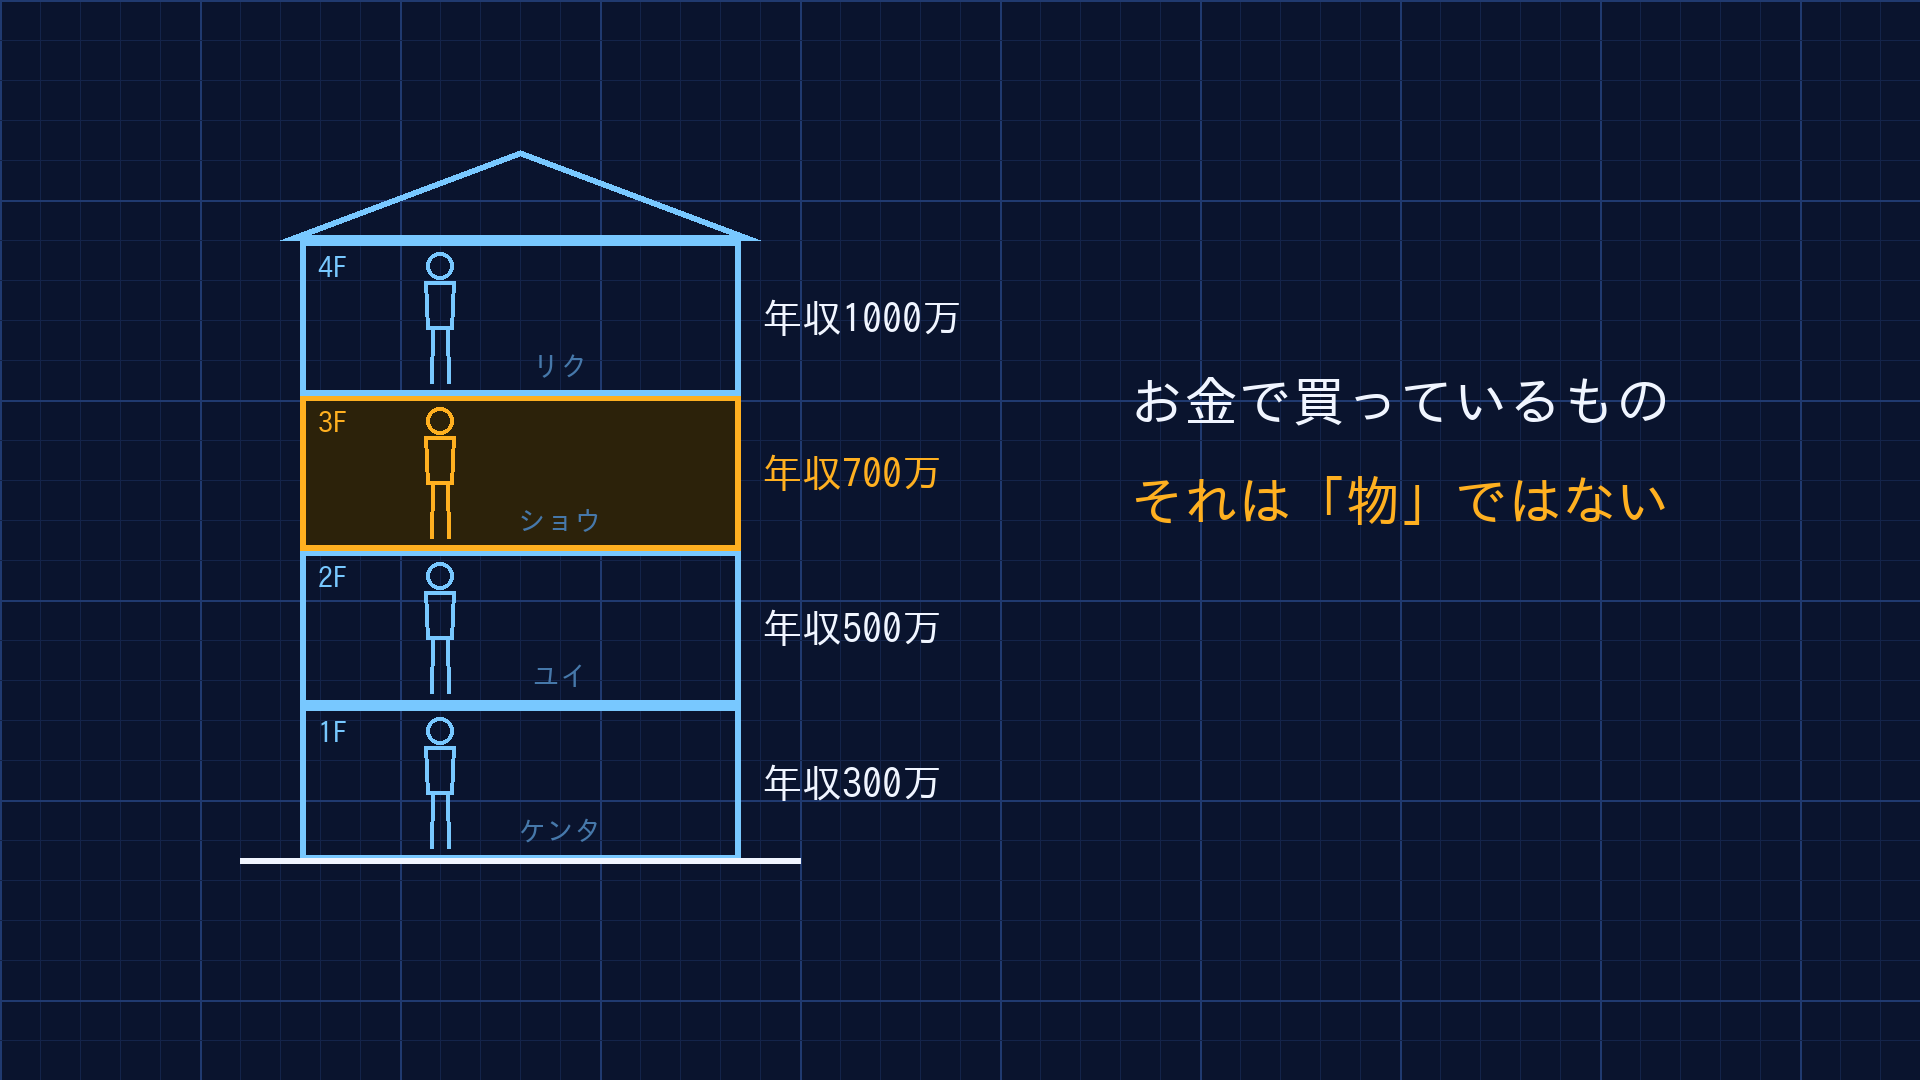 4F
リク
年収1000万
3F
ショウ
年収700万
2F
ユイ
年収500万
1F
ケンタ
年収300万
お金で買っているもの
それは「物」ではない